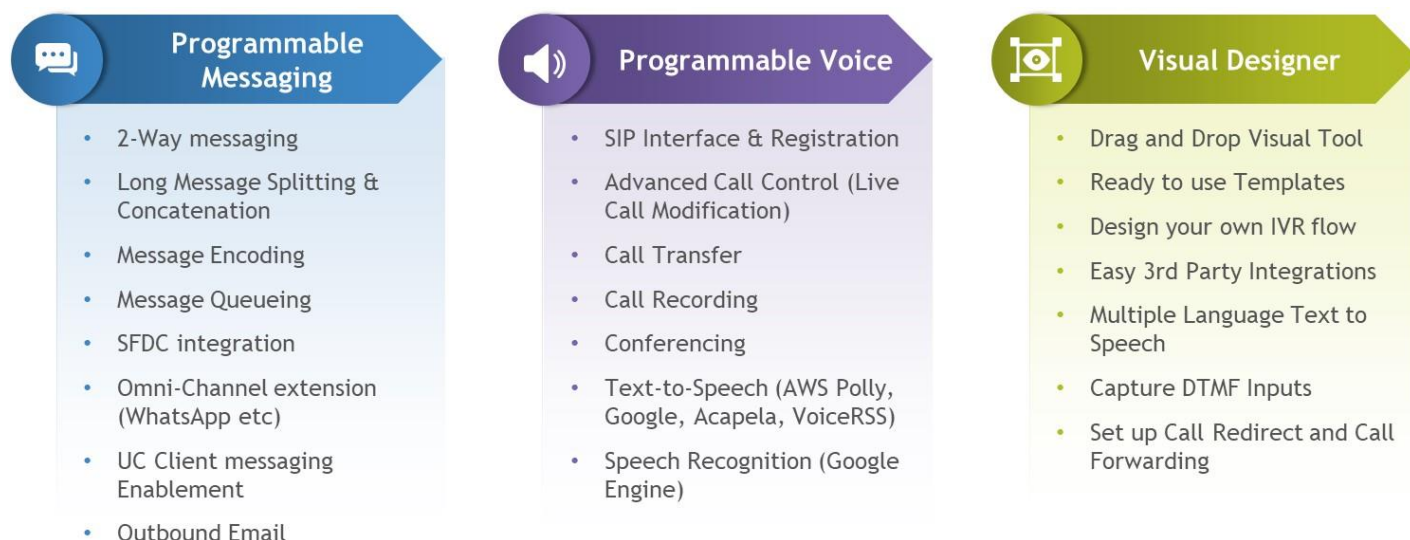 Programmable
Messaging
• 2-Way messaging
• Long Message Splitting &
Concatenation
• Message Encoding
• Message Queueing
• SFDC integration
• Omni-Channel extension
(WhatsApp etc)
• UC Client messaging
Enablement
• Outbound Email
Programmable Voice
• SIP Interface & Registration
• Advanced Call Control (Live
Call Modification)
• Call Transfer
• Call Recording
• Conferencing
• Text-to-Speech (AWS Polly,
Google, Acapela, VoiceRSS)
• Speech Recognition (Google
Engine)
Visual Designer
• Drag and Drop Visual Tool
• Ready to use Templates
• Design your own IVR flow
• Easy 3rd Party Integrations
• Multiple Language Text to
Speech
• Capture DTMF Inputs
• Set up Call Redirect and Call
Forwarding